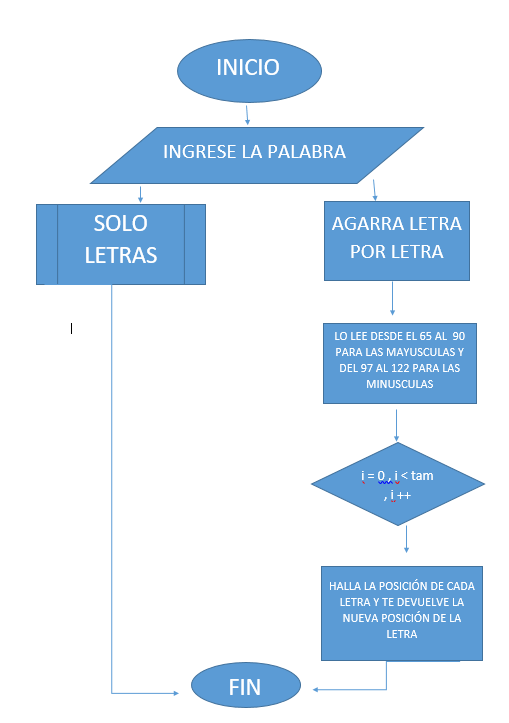 INICIO
INGRESE LA PALABRA
SOLO
LETRAS
AGARRA LETRA
POR LETRA
LO LEE DESDE EL 65 AL 90
PARA LAS MAYUSCULAS Y
DEL 97 AL 122 PARA LAS
MINUSCULAS
i = 0 , i < tam
, i ++
HALLA LA POSICIÓN DE CADA
LETRA Y TE DEVUELVE LA
NUEVA POSICIÓN DE LA
LETRA
FIN